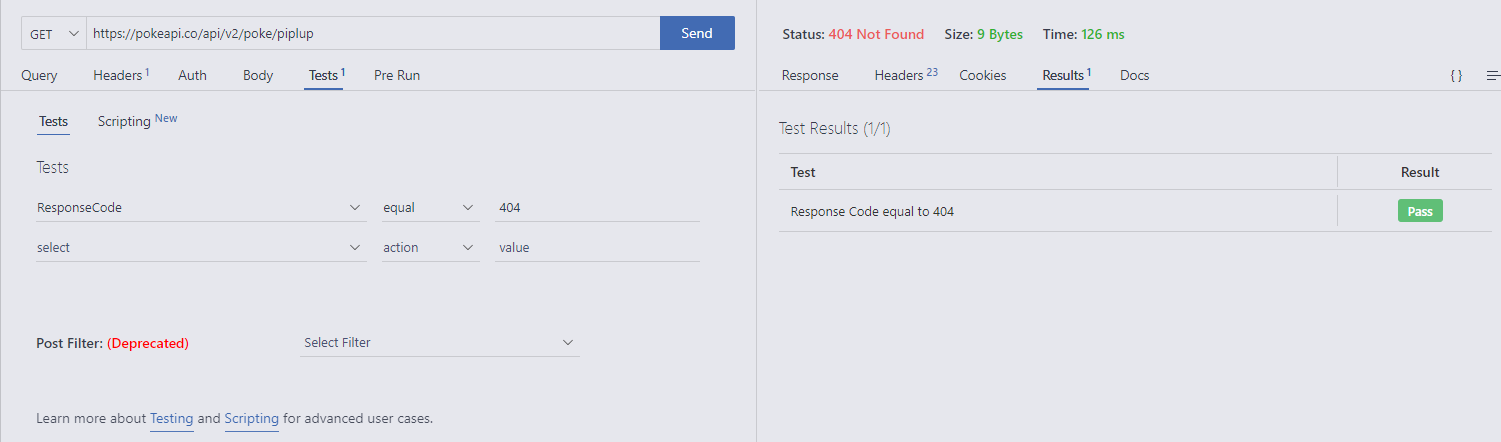 GET https://pokeapi.co/api/v2/poke/piplup Send
Query Headers 1 Auth Body Tests 1 Pre Run
Tests Scripting New
Tests
ResponseCode equal 404
select action value
Post Filter: (Deprecated) Select Filter
Learn more about Testing and Scripting for advanced user cases.
Status: 404 Not Found Size: 9 Bytes Time: 126 ms
Response Headers 23 Cookies Results 1 Docs { }
Test Results (1/1)
Test Result
Response Code equal to 404 Pass